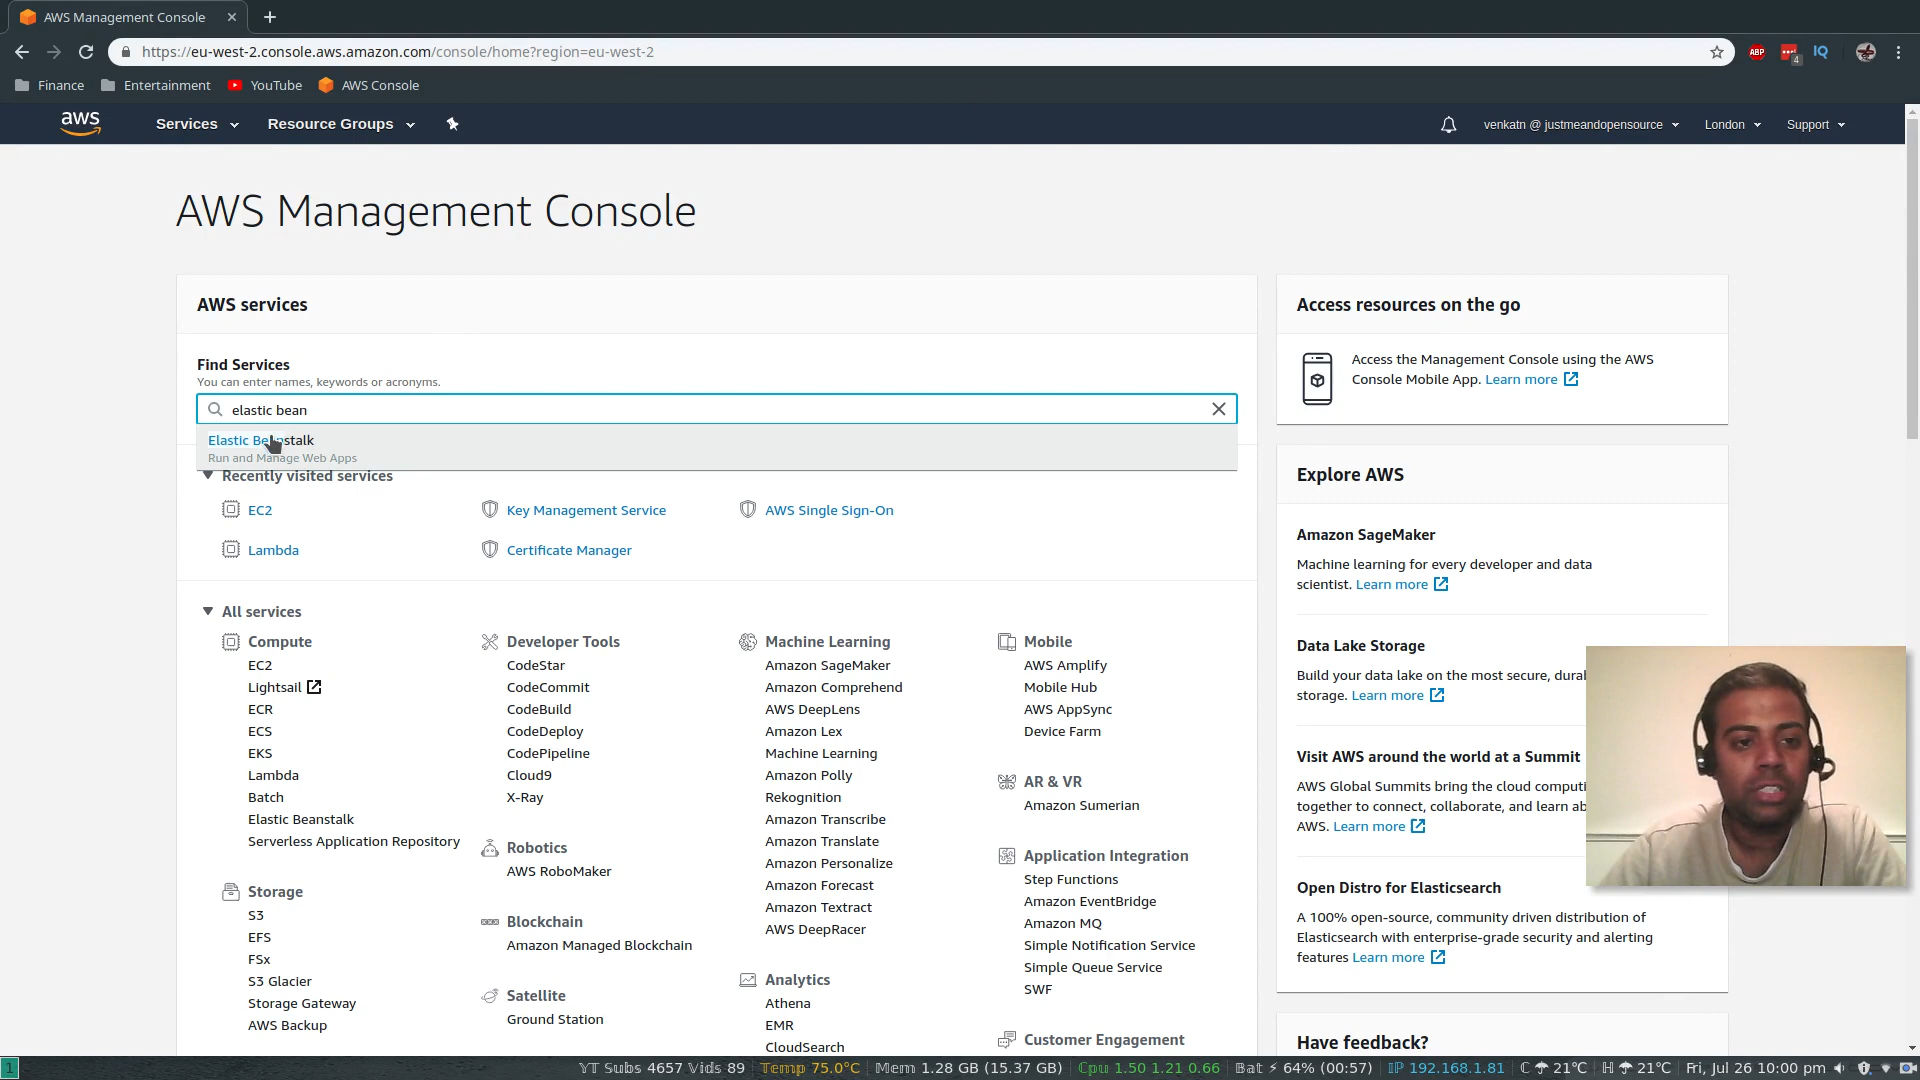 AWS Management Console
https://eu-west-2.console.aws.amazon.com/console/home?region=eu-west-2
ABP
4
IQ
Finance
Entertainment
YouTube
AWS Console
aws
Services
Resource Groups
venkatn @ justmeandopensource
London
Support
AWS Management Console
AWS services
Find Services
You can enter names, keywords or acronyms.
elastic bean
Elastic Beanstalk
Run and Manage Web Apps
Recently visited services
EC2
Key Management Service
AWS Single Sign-On
Lambda
Certificate Manager
All services
Compute
EC2
Lightsail
ECR
ECS
EKS
Lambda
Batch
Elastic Beanstalk
Serverless Application Repository
Storage
S3
EFS
FSx
S3 Glacier
Storage Gateway
AWS Backup
Developer Tools
CodeStar
CodeCommit
CodeBuild
CodeDeploy
CodePipeline
Cloud9
X-Ray
Robotics
AWS RoboMaker
Blockchain
Amazon Managed Blockchain
Satellite
Ground Station
Machine Learning
Amazon SageMaker
Amazon Comprehend
AWS DeepLens
Amazon Lex
Machine Learning
Amazon Polly
Rekognition
Amazon Transcribe
Amazon Translate
Amazon Personalize
Amazon Forecast
Amazon Textract
AWS DeepRacer
Analytics
Athena
EMR
CloudSearch
Mobile
AWS Amplify
Mobile Hub
AWS AppSync
Device Farm
AR & VR
Amazon Sumerian
Application Integration
Step Functions
Amazon EventBridge
Amazon MQ
Simple Notification Service
Simple Queue Service
SWF
Customer Engagement
Access resources on the go
Access the Management Console using the AWS
Console Mobile App. Learn more
Explore AWS
Amazon SageMaker
Machine learning for every developer and data
scientist. Learn more
Data Lake Storage
Build your data lake on the most secure,
storage. Learn more
Visit AWS around the world at a Summit
AWS Global Summits bring the cloud
together to connect, collaborate, and learn
AWS. Learn more
Open Distro for Elasticsearch
A 100% open-source, community driven distribution of
Elasticsearch with enterprise-grade security and alerting
features Learn more
Have feedback?
1
YT Subs 4657 Vids 89
Temp 75.0°C
Mem 1.28 GB (15.37 GB)
Cpu 1.50 1.21 0.66
Bat ⚡ 64% (00:57)
IP 192.168.1.81
C ☂ 21°C
H ☂ 21°C
Fri, Jul 26 10:00 pm